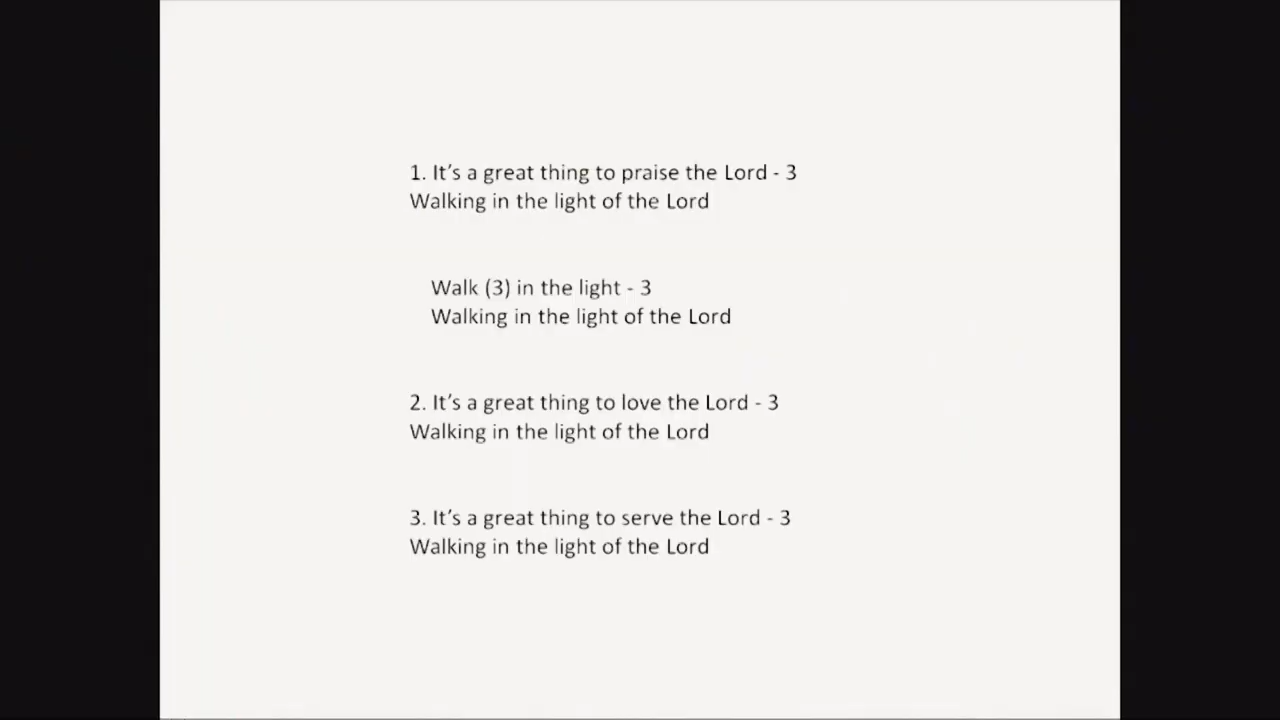 1. It's a great thing to praise the Lord - 3
Walking in the light of the Lord
Walk (3) in the light - 3
Walking in the light of the Lord
2. It's a great thing to love the Lord - 3
Walking in the light of the Lord
3. It's a great thing to serve the Lord - 3
Walking in the light of the Lord